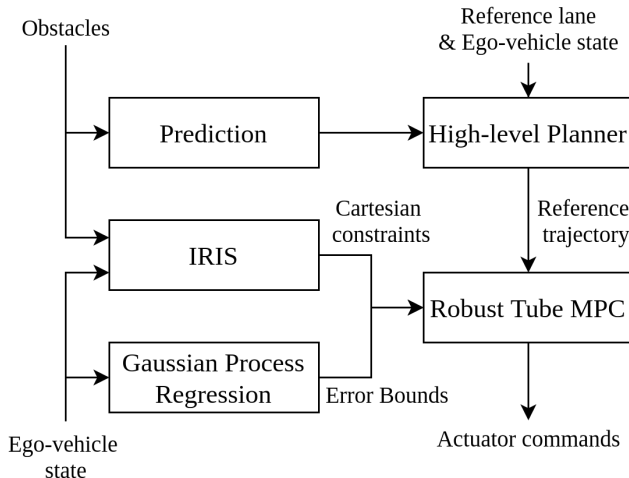 Obstacles
Reference lane
& Ego-vehicle state
Prediction
High-level Planner
Cartesian
constraints
Reference
trajectory
IRIS
Robust Tube MPC
Gaussian Process
Regression
Error Bounds
Ego-vehicle
state
Actuator commands